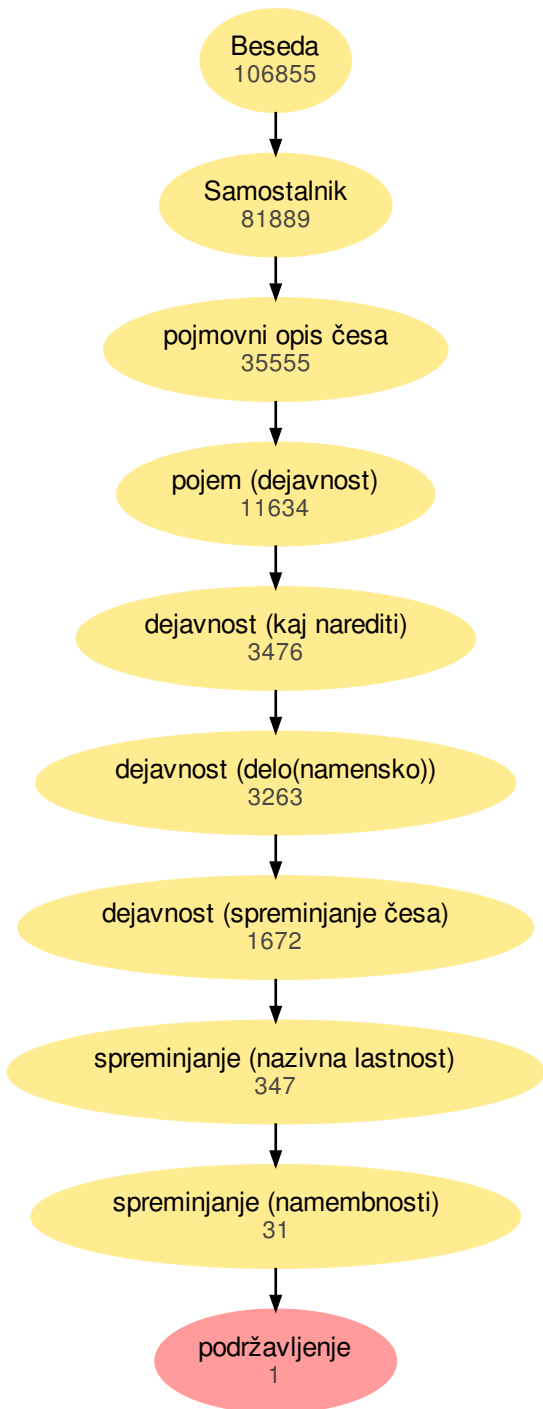 Beseda
106855
Samostalnik
81889
pojmovni opis česa
35555
pojem (dejavnost)
11634
dejavnost (kaj narediti)
3476
dejavnost (delo(namensko))
3263
dejavnost (spreminjanje česa)
1672
spreminjanje (nazivna lastnost)
347
spreminjanje (namembnosti)
31
podržavljenje
1